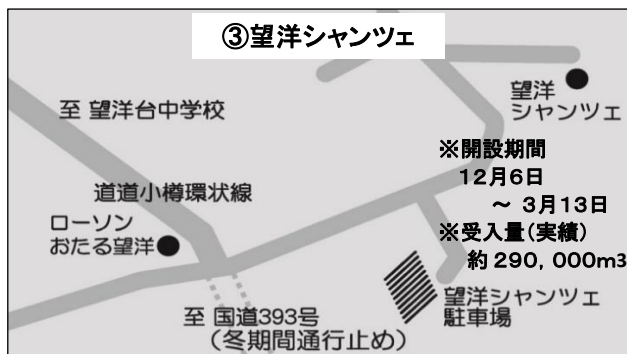 ③望洋シャンツェ
望洋
シャンツェ
至 望洋台中学校
※開設期間
12月6日
～ 3月13日
道道小樽環状線
ローソン
おたる望洋
※受入量(実績)
約290,000m3
望洋シャンツェ
駐車場
至 国道393号
(冬期間通行止め)